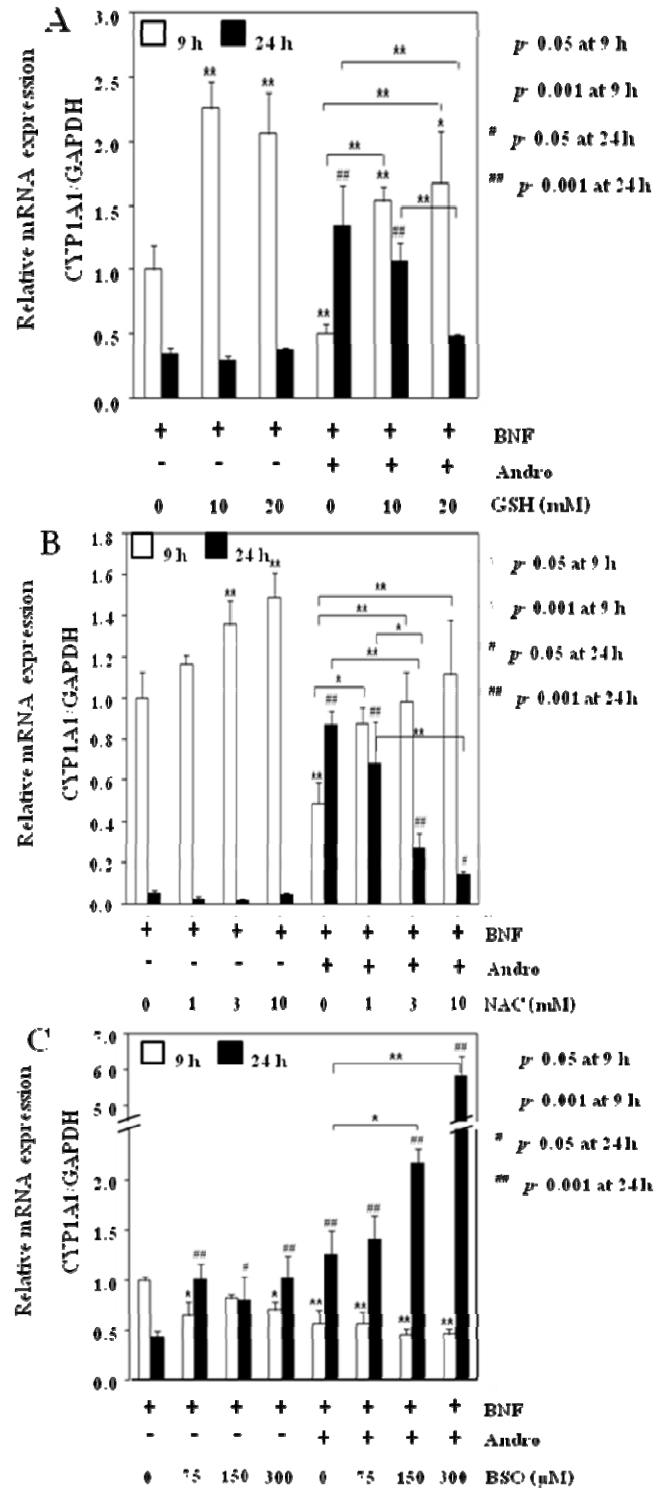 A
9 h 24 h
Relative mRNA expression
CYP1A1/GAPDH
3.0
2.5
2.0
1.5
1.0
0.5
0.0
** ** ** ** ** ## ** ** ## ** * **
p 0.05 at 9 h
p 0.001 at 9 h
# p 0.05 at 24 h
## p 0.001 at 24 h
+ + + + + + BNF
- - - + + + Andro
0 10 20 0 10 20 GSH (mM)
B
9 h 24 h
Relative mRNA expression
CYP1A1/GAPDH
1.8
1.6
1.4
1.2
1.0
0.8
0.6
0.4
0.2
0.0
** ** ** ** * ** * ## ## ** ** ## #
p 0.05 at 9 h
p 0.001 at 9 h
# p 0.05 at 24 h
## p 0.001 at 24 h
+ + + + + + + + BNF
- - - - + + + + Andro
0 1 3 10 0 1 3 10 NAC (mM)
C
9 h 24 h
Relative mRNA expression
CYP1A1/GAPDH
7.0
6.0
5.0
2.0
1.5
1.0
0.5
0.0
* ## # * ## ** ## ** ## ** ## ** ## * **
p 0.05 at 9 h
p 0.001 at 9 h
# p 0.05 at 24 h
## p 0.001 at 24 h
+ + + + + + + + BNF
- - - - + + + + Andro
0 75 150 300 0 75 150 300 BSO (µM)